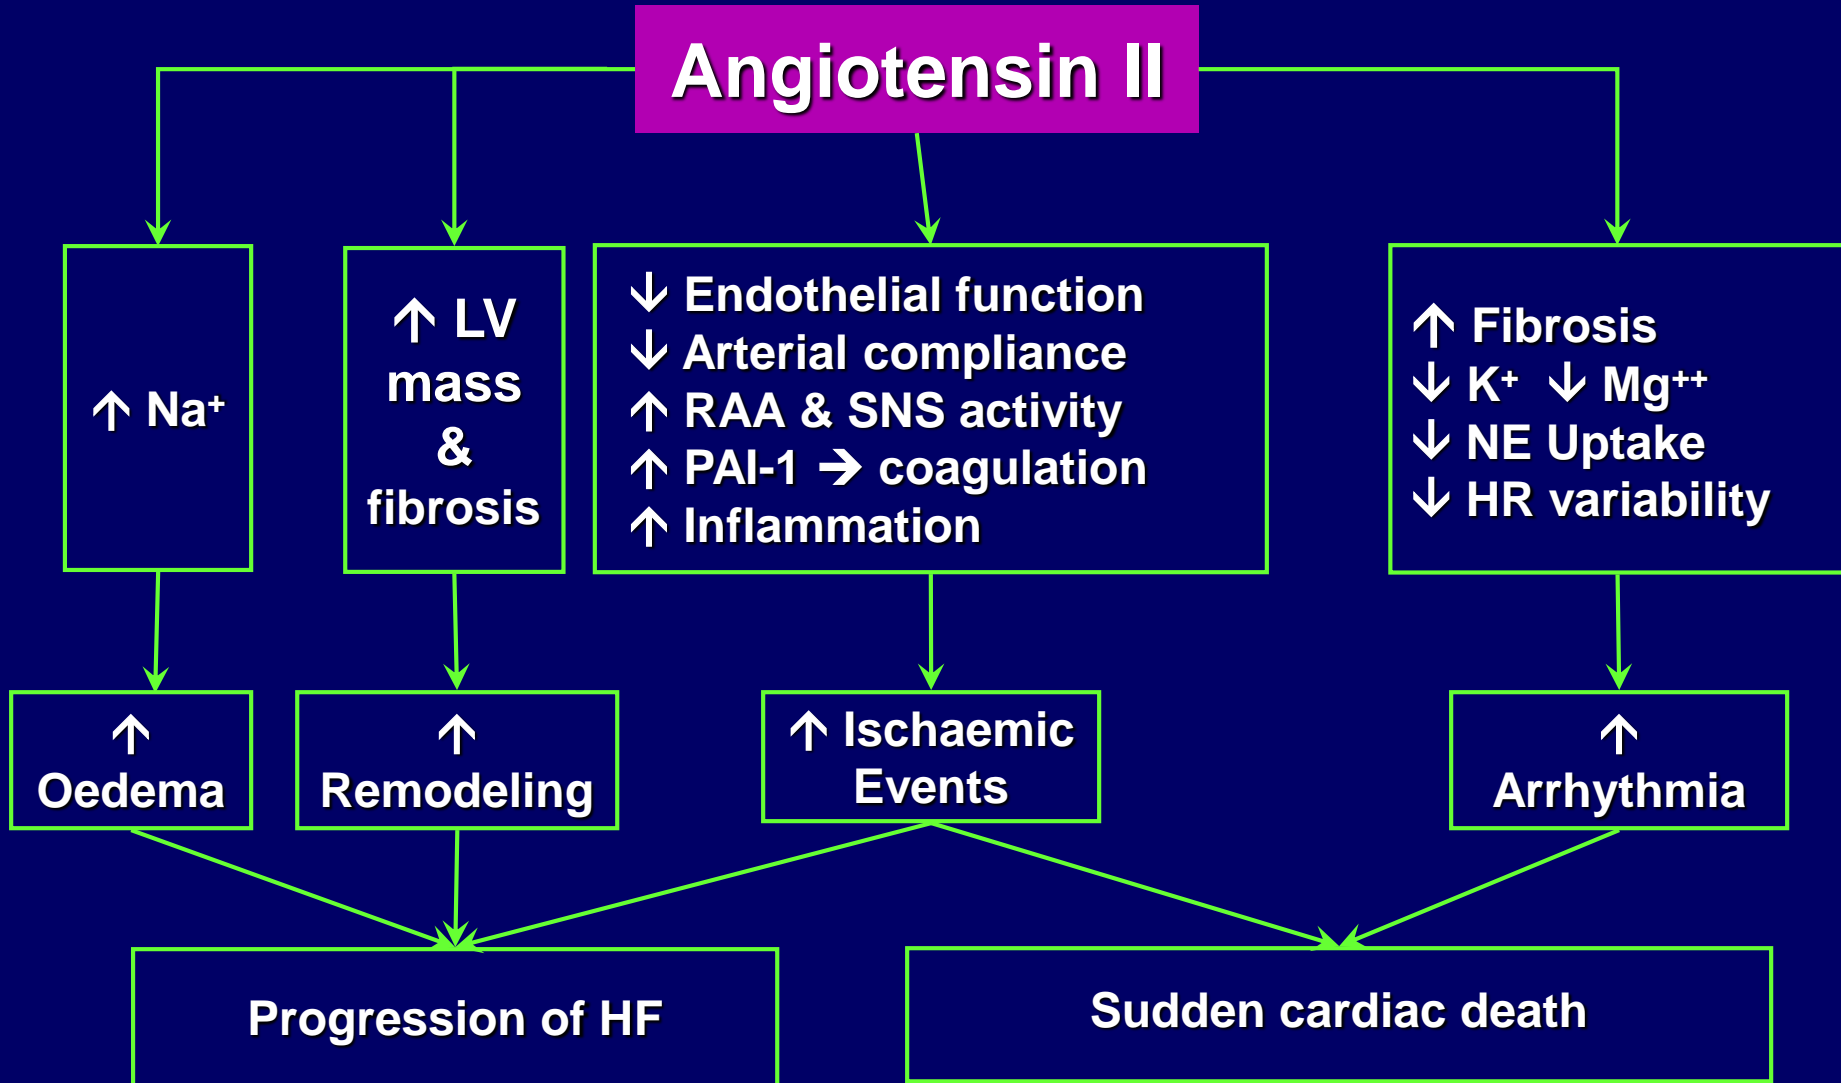 Angiotensin II
↑ Na⁺
↑ LV
mass
&
fibrosis
↓ Endothelial function
↓ Arterial compliance
↑ RAA & SNS activity
↑ PAI-1 ➔ coagulation
↑ Inflammation
↑ Fibrosis
↓ K⁺ ↓ Mg⁺⁺
↓ NE Uptake
↓ HR variability
↑
Oedema
↑
Remodeling
↑ Ischaemic
Events
↑
Arrhythmia
Progression of HF
Sudden cardiac death